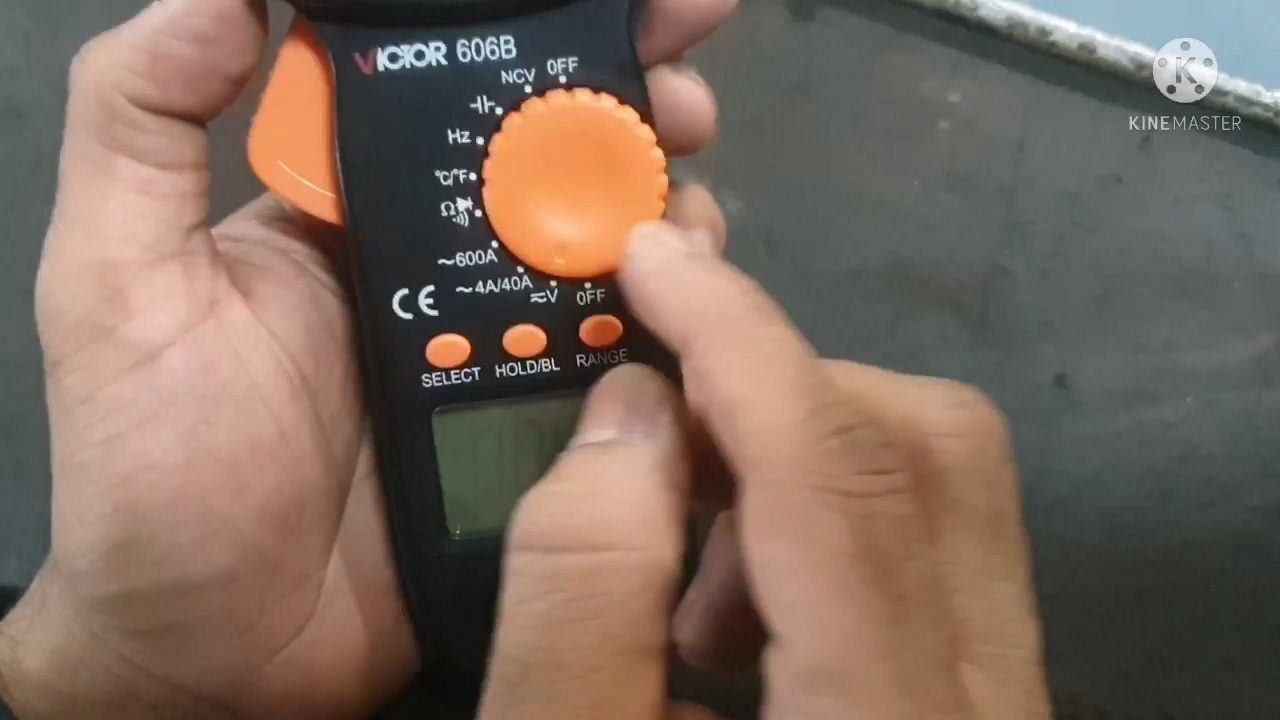 VICTOR 606B
OFF
NCV
Hz
°C/°F
Ω
~600A
~4A/40A
≂V
OFF
CE
SELECT
HOLD/BL
RANGE
K
KINEMASTER